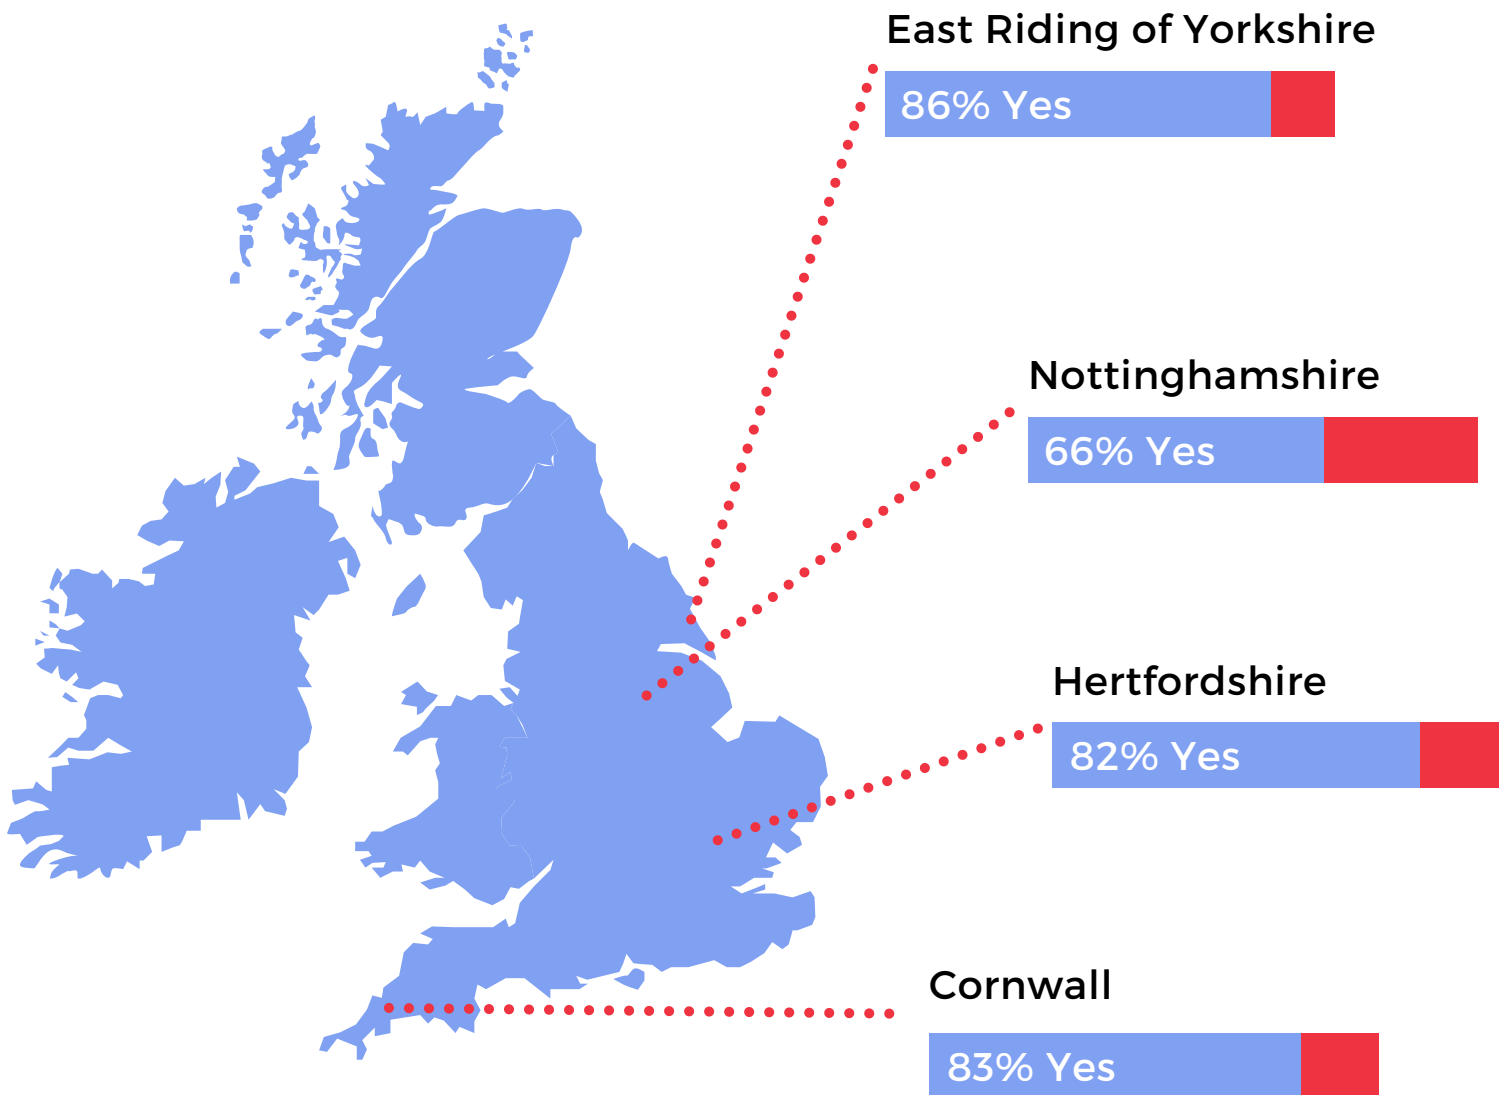 East Riding of Yorkshire
86% Yes
Nottinghamshire
66% Yes
Hertfordshire
82% Yes
Cornwall
83% Yes